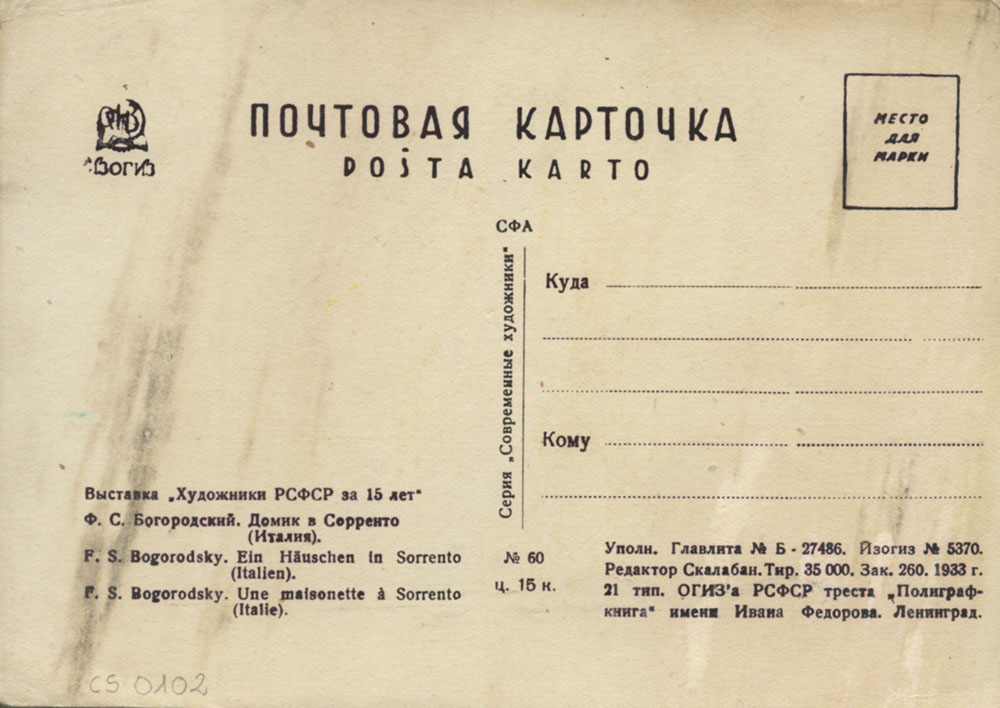 ИЗОГИЗ
ПОЧТОВАЯ КАРТОЧКА
POŜTA KARTO
МЕСТО
ДЛЯ
МАРКИ
СФА
Серия „Современные художники“
Куда
Кому
Выставка „Художники РСФСР за 15 лет“
Ф. С. Богородский. Домик в Сорренто
(Италия).
F. S. Bogorodsky. Ein Häuschen in Sorrento
(Italien).
F. S. Bogorodsky. Une maisonette à Sorrento
(Italie).
№ 60
ц. 15 к.
Уполн. Главлита № Б - 27486. Изогиз № 5370.
Редактор Скалабан. Тир. 35 000. Зак. 260. 1933 г.
21 тип. ОГИЗ'а РСФСР треста „Полиграф-
книга“ имени Ивана Федорова. Ленинград.
CS 0102